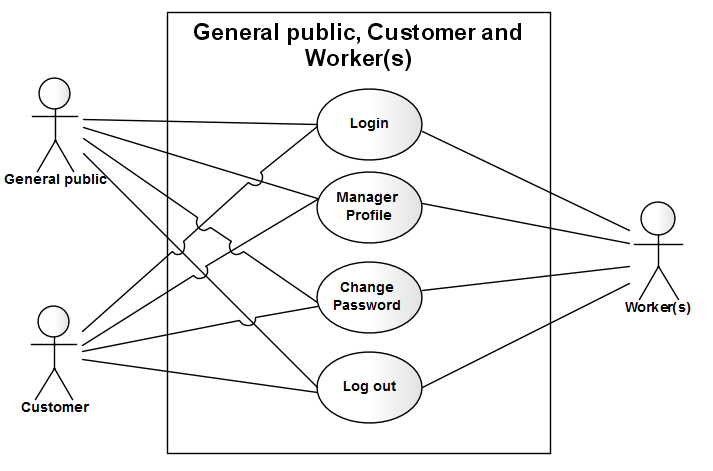 General public, Customer and
Worker(s)
Login
General public
Manager
Profile
Change
Password
Worker(s)
Log out
Customer